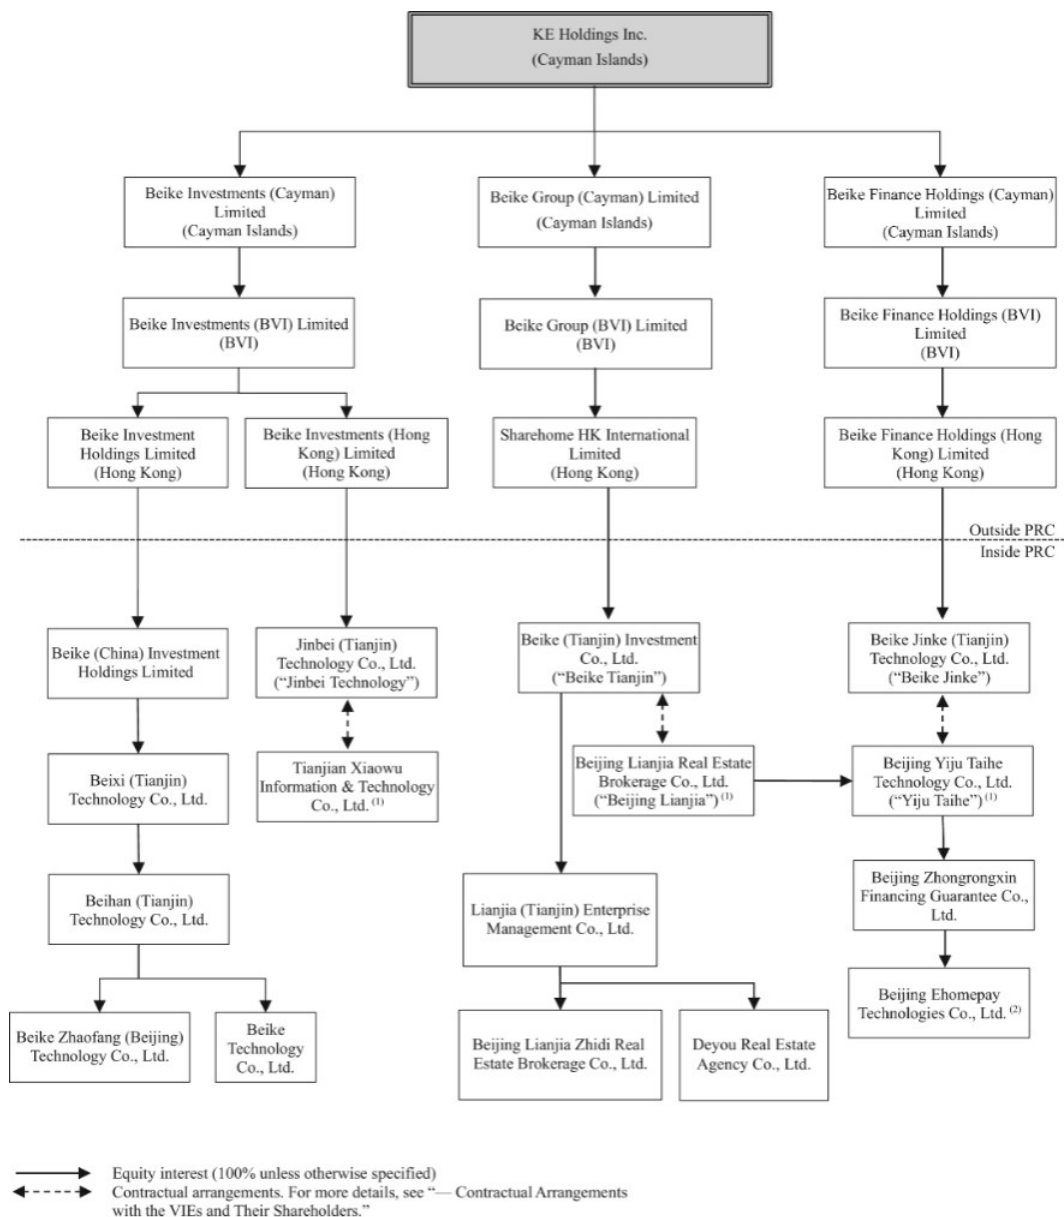 KE Holdings Inc.
(Cayman Islands)
Beike Investments (Cayman)
Limited
(Cayman Islands)
Beike Group (Cayman) Limited
(Cayman Islands)
Beike Finance Holdings (Cayman)
Limited
(Cayman Islands)
Beike Investments (BVI) Limited
(BVI)
Beike Group (BVI) Limited
(BVI)
Beike Finance Holdings (BVI)
Limited
(BVI)
Beike Investment
Holdings Limited
(Hong Kong)
Beike Investments (Hong
Kong) Limited
(Hong Kong)
Sharehome HK International
Limited
(Hong Kong)
Beike Finance Holdings (Hong
Kong) Limited
(Hong Kong)
Outside PRC
Inside PRC
Beike (China) Investment
Holdings Limited
Jinbei (Tianjin)
Technology Co., Ltd.
(“Jinbei Technology”)
Beike (Tianjin) Investment
Co., Ltd.
(“Beike Tianjin”)
Beike Jinke (Tianjin)
Technology Co., Ltd.
(“Beike Jinke”)
Beixi (Tianjin)
Technology Co., Ltd.
Tianjian Xiaowu
Information & Technology
Co., Ltd. (1)
Beijing Lianjia Real Estate
Brokerage Co., Ltd.
(“Beijing Lianjia”) (1)
Beijing Yiju Taihe
Technology Co., Ltd.
(“Yiju Taihe”) (1)
Beihan (Tianjin)
Technology Co., Ltd.
Lianjia (Tianjin) Enterprise
Management Co., Ltd.
Beijing Zhongrongxin
Financing Guarantee Co.,
Ltd.
Beike Zhaofang (Beijing)
Technology Co., Ltd.
Beike
Technology
Co., Ltd.
Beijing Lianjia Zhidi Real
Estate Brokerage Co., Ltd.
Deyou Real Estate
Agency Co., Ltd.
Beijing Ehomepay
Technologies Co., Ltd. (2)
Equity interest (100% unless otherwise specified)
Contractual arrangements. For more details, see “— Contractual Arrangements
with the VIEs and Their Shareholders.”